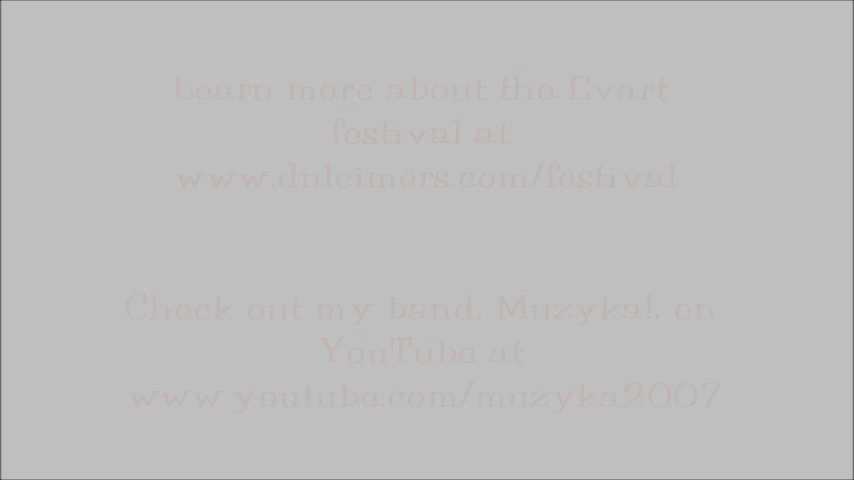 Learn more about the Evart
festival at
www.dulcimers.com/festival
Check out my band, Muzyka!, on
YouTube at
www.youtube.com/muzyka2007